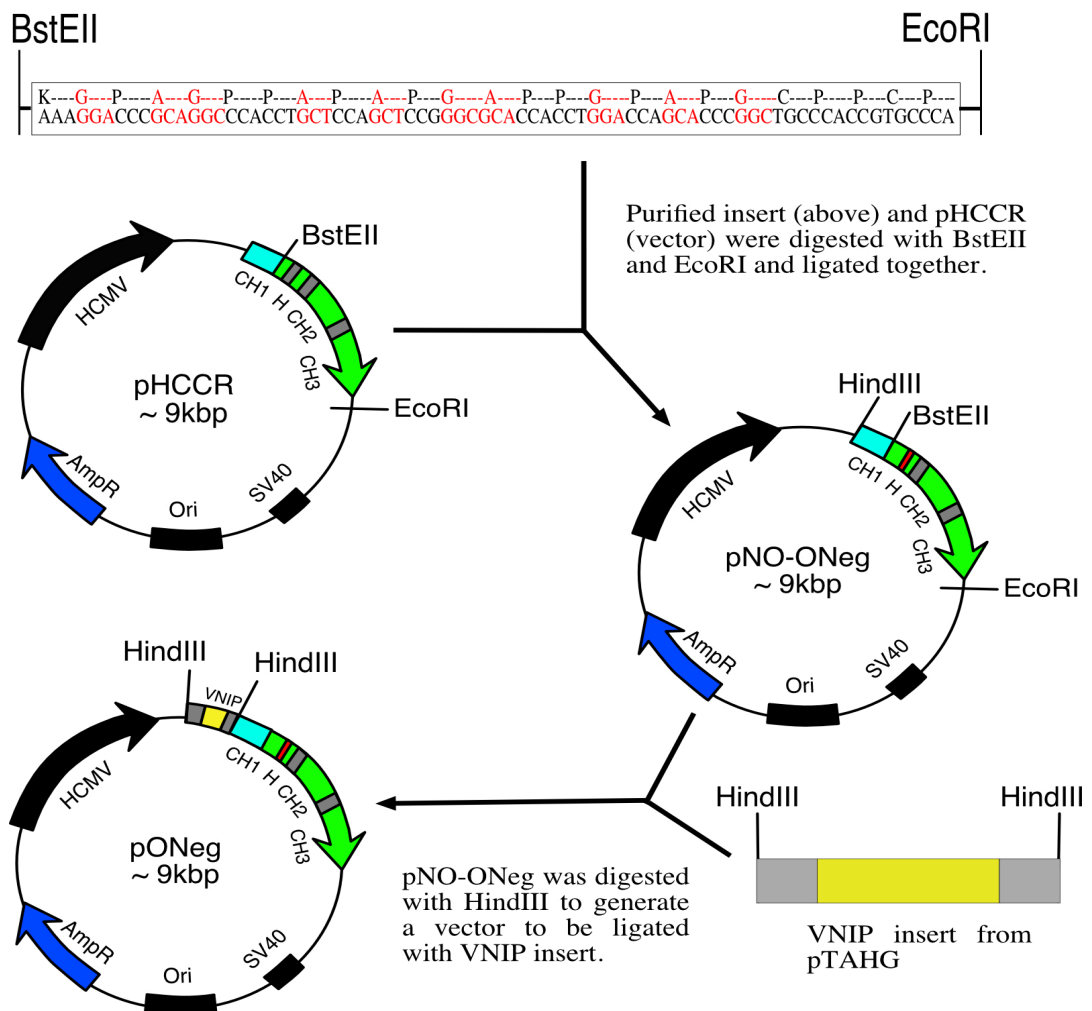 BstEII
EcoRI
K----G----P-----A----G----P----P-----A----P-----A----P----G----A----P----P----G-----P----A----P----G----C----P----P----C----P----
AAAGGACCCGCAGGCCCACCTGCTCCAGCTCCGGGCGCACCACCTGGACCAGCACCCGGCTGCCCACCGTGCCCA
Purified insert (above) and pHCCR
(vector) were digested with BstEII
and EcoRI and ligated together.
BstEII
HCMV
CH1 H CH2
CH3
pHCCR
~ 9kbp
EcoRI
AmpR
Ori
SV40
HindIII
BstEII
HCMV
CH1 H CH2
CH3
pNO-ONeg
~ 9kbp
EcoRI
AmpR
Ori
SV40
HindIII
HindIII
VNIP
HCMV
CH1 H CH2
CH3
pONeg
~ 9kbp
AmpR
Ori
SV40
pNO-ONeg was digested
with HindIII to generate
a vector to be ligated
with VNIP insert.
HindIII
HindIII
VNIP insert from
pTAHG